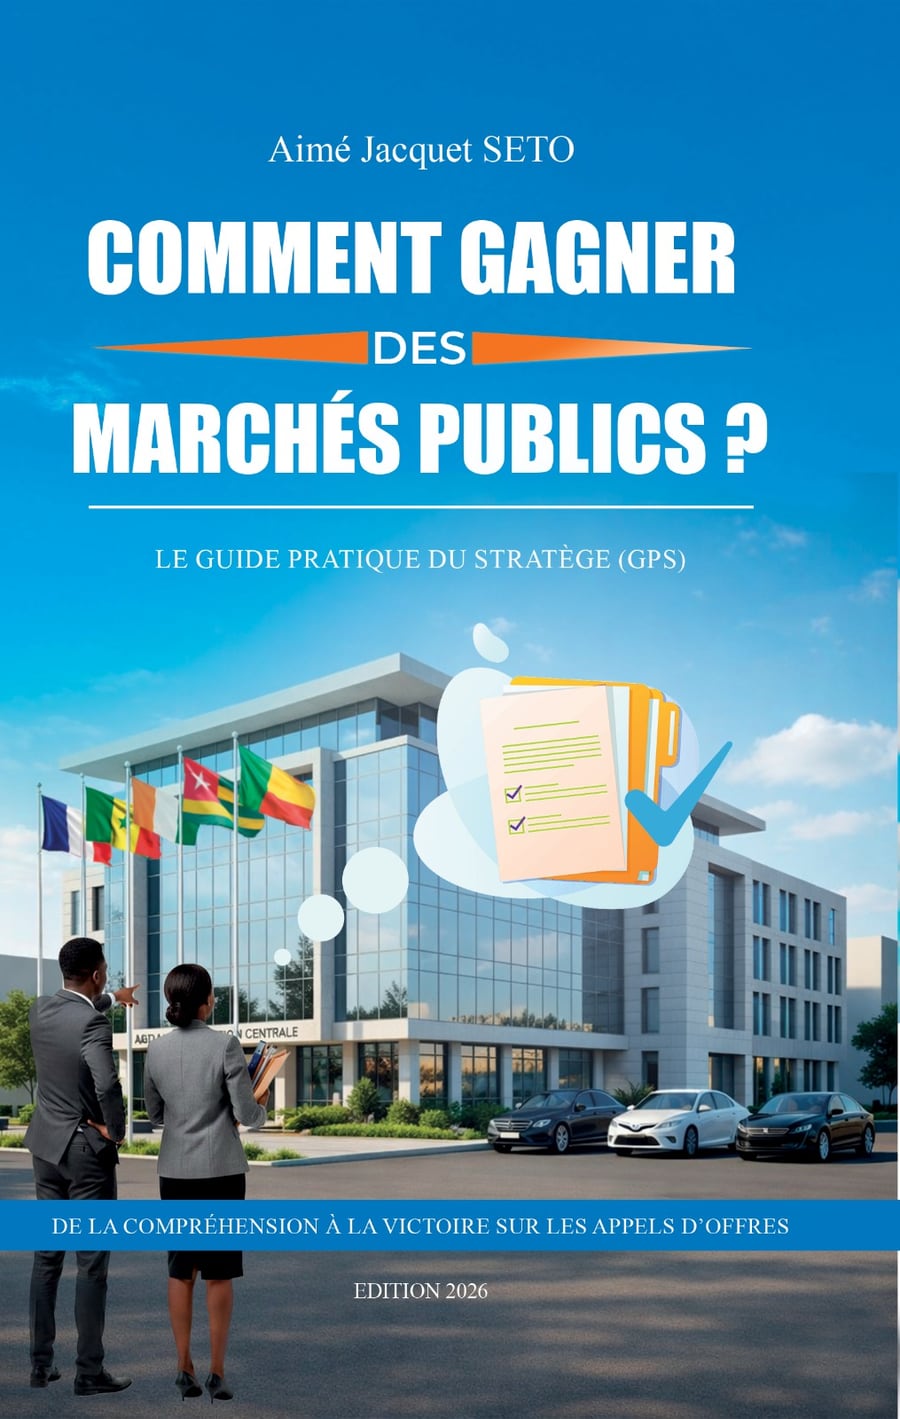 Aimé Jacquet SETO
COMMENT GAGNER
DES
MARCHÉS PUBLICS ?
LE GUIDE PRATIQUE DU STRATÈGE (GPS)
CENTRALE
DE LA COMPRÉHENSION À LA VICTOIRE SUR LES APPELS D'OFFRES
EDITION 2026